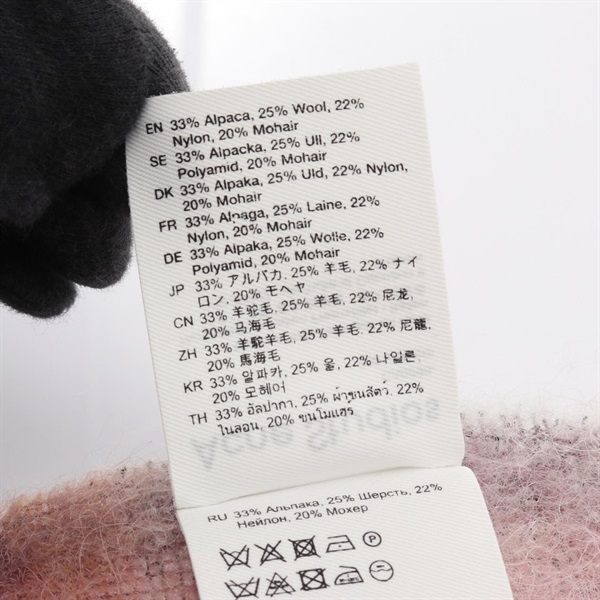 EN 33% Alpaca, 25% Wool, 22%
Nylon, 20% Mohair
SE 33% Alpacka, 25% Ull, 22%
Polyamid, 20% Mohair
DK 33% Alpaka, 25% Uld, 22% Nylon,
20% Mohair
FR 33% Alpaga, 25% Laine, 22%
Nylon, 20% Mohair
DE 33% Alpaka, 25% Wolle, 22%
Polyamid, 20% Mohair
JP 33% アルパカ, 25% 羊毛, 22% ナイ
ロン, 20% モヘヤ
CN 33% 羊驼毛, 25% 羊毛, 22% 尼龙,
20% 马海毛
ZH 33% 羊駝羊毛, 25% 羊毛, 22% 尼龍,
20% 馬海毛
KR 33% 알파카, 25% 울, 22% 나일론,
20% 모헤어
TH 33% อัลปากา, 25% ผ้าขนสัตว์, 22%
ไนลอน, 20% ขนโมแฮร
Acne Studios
RU 33% Альпака, 25% Шерсть, 22%
Нейлон, 20% Мохер
P